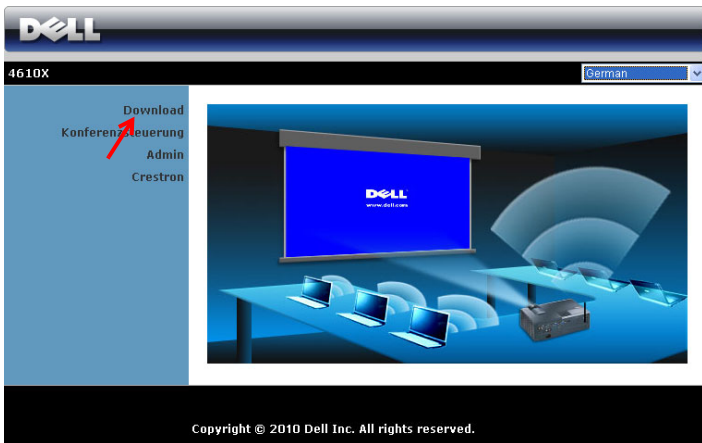 DELL
4610X
German
Download
Konferenzsteuerung
Admin
Crestron
DELL
www.dell.com
Copyright © 2010 Dell Inc. All rights reserved.